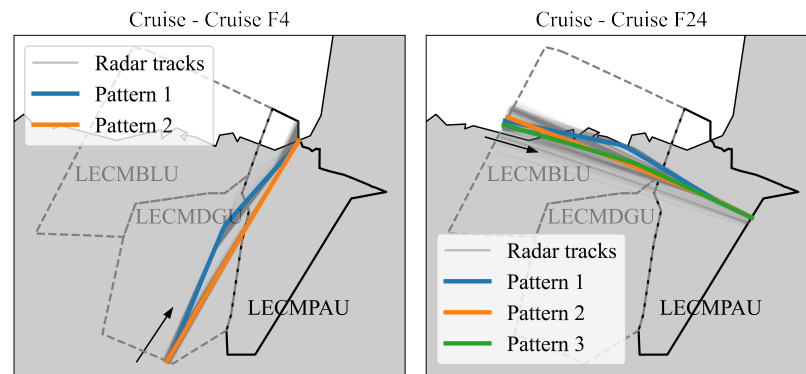 Cruise - Cruise F4
Radar tracks
Pattern 1
Pattern 2
LECMBLU
LECMDGU
LECMPAU
Cruise - Cruise F24
LECMBLU
LECMDGU
Radar tracks
Pattern 1
Pattern 2
Pattern 3
LECMPAU